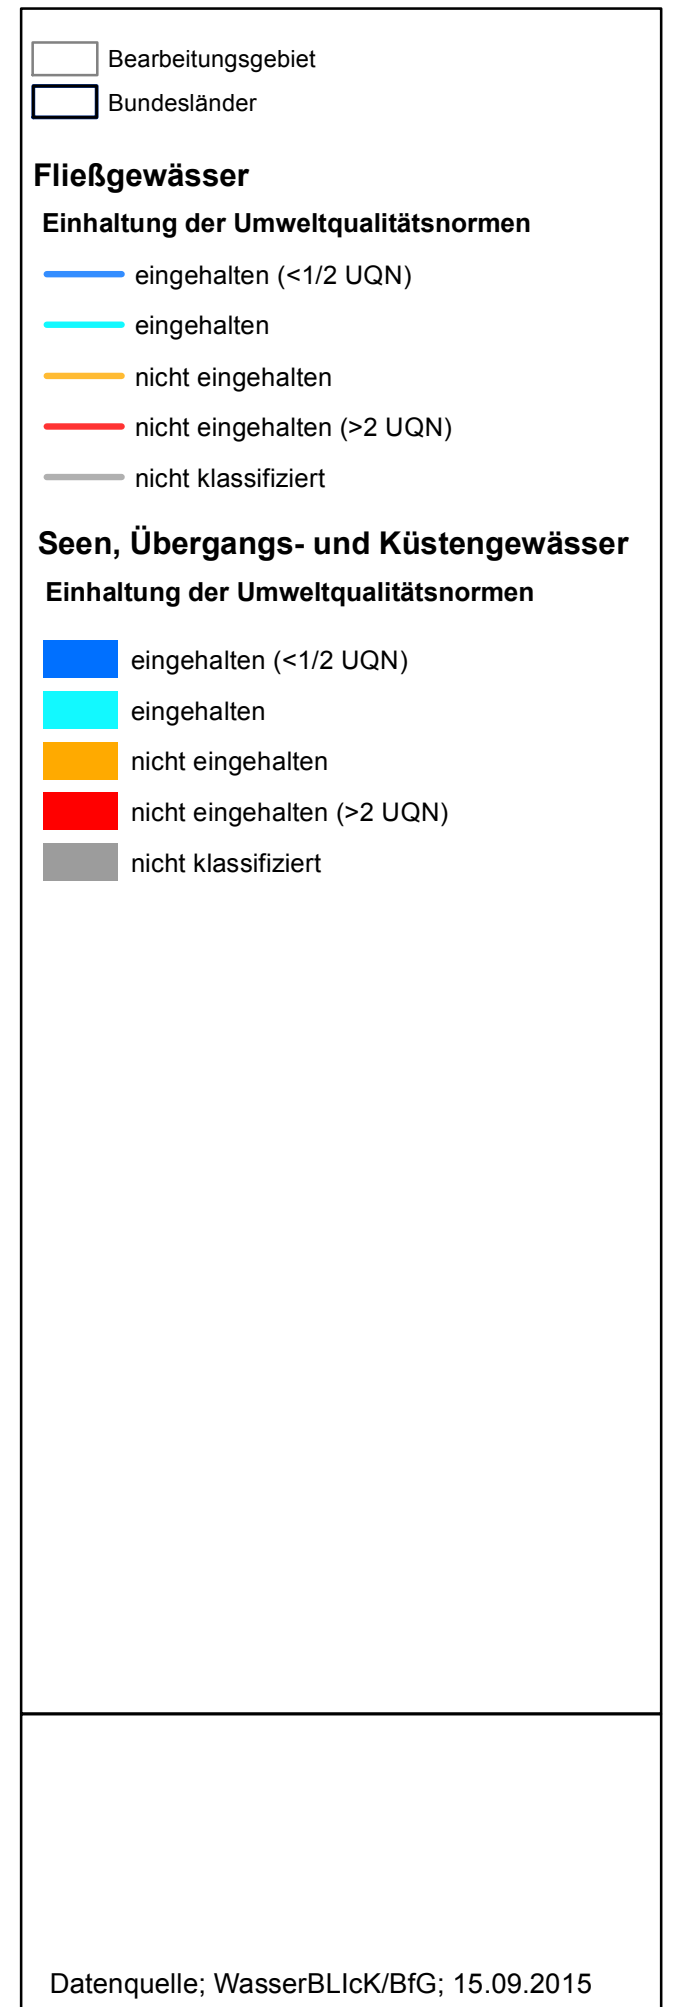 Bearbeitungsgebiet
Bundesländer
Fließgewässer
Einhaltung der Umweltqualitätsnormen
eingehalten (<1/2 UQN)
eingehalten
nicht eingehalten
nicht eingehalten (>2 UQN)
nicht klassifiziert
Seen, Übergangs- und Küstengewässer
Einhaltung der Umweltqualitätsnormen
eingehalten (<1/2 UQN)
eingehalten
nicht eingehalten
nicht eingehalten (>2 UQN)
nicht klassifiziert
Datenquelle; WasserBLIcK/BfG; 15.09.2015